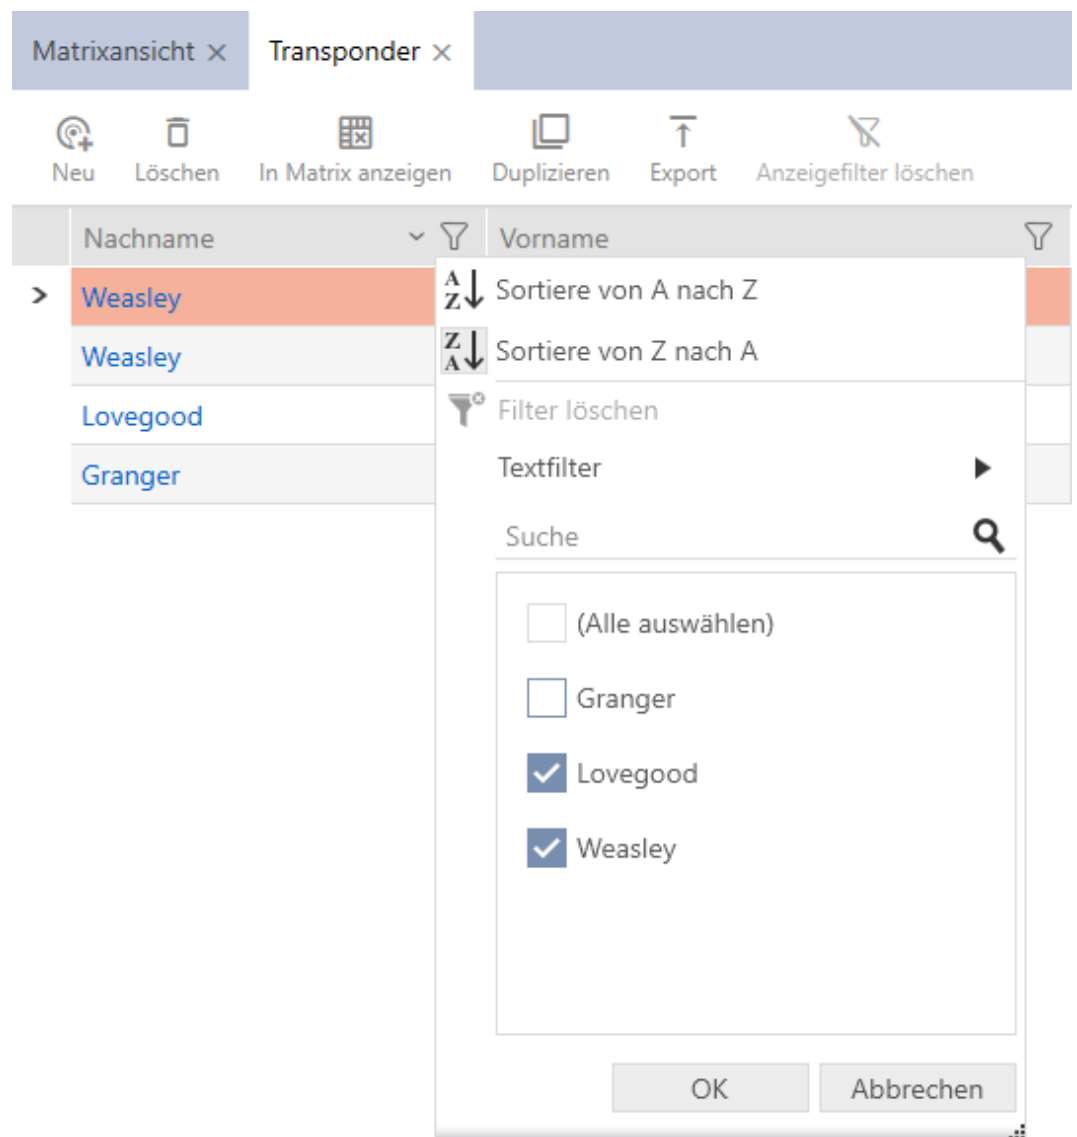 Matrixansicht
Transponder
Neu
Löschen
In Matrix anzeigen
Duplizieren
Export
Anzeigefilter löschen
Nachname
Vorname
Weasley
Weasley
Lovegood
Granger
A Z Sortiere von A nach Z
Z A Sortiere von Z nach A
Filter löschen
Textfilter
Suche
(Alle auswählen)
Granger
Lovegood
Weasley
OK
Abbrechen